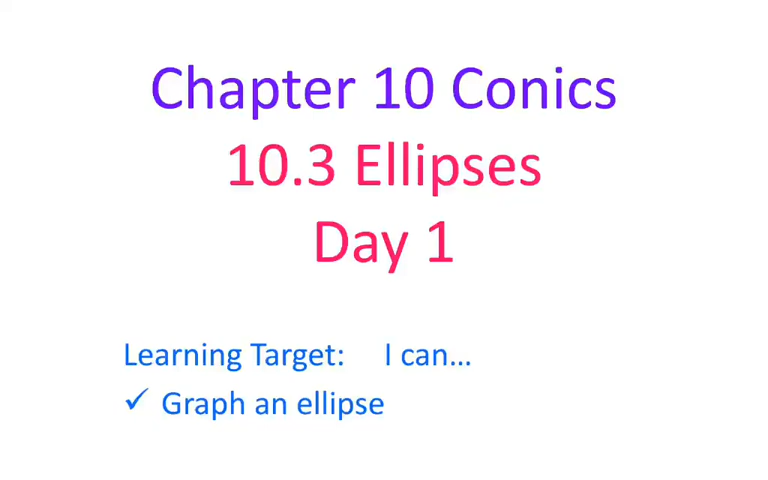 Chapter 10 Conics
10.3 Ellipses
Day 1
Learning Target: I can…
✓ Graph an ellipse